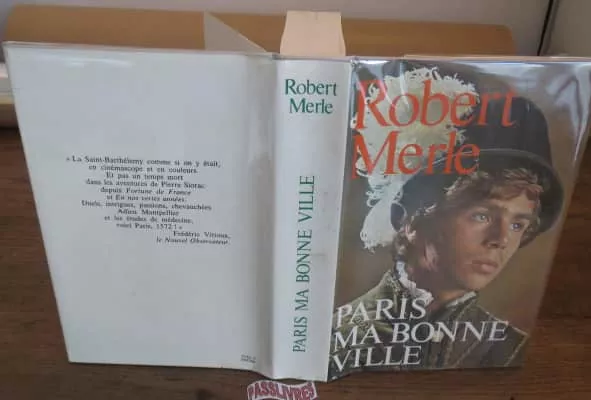 « La Saint-Barthélemy comme si on y était,
en cinémascope et en couleurs.
Et pas un temps mort
dans les aventures de Pierre Siorac
depuis Fortune de France
et En nos vertes années.
Duels, intrigues, passions, chevauchées
Adieu Montpellier
et les études de médecine,
voici Paris, 1572 ! »
Frédéric Vitoux,
le Nouvel Observateur.
Robert
Merle
PARIS MA BONNE VILLE
Robert
Merle
PARIS
MA BONNE
VILLE
PASSLIVRES